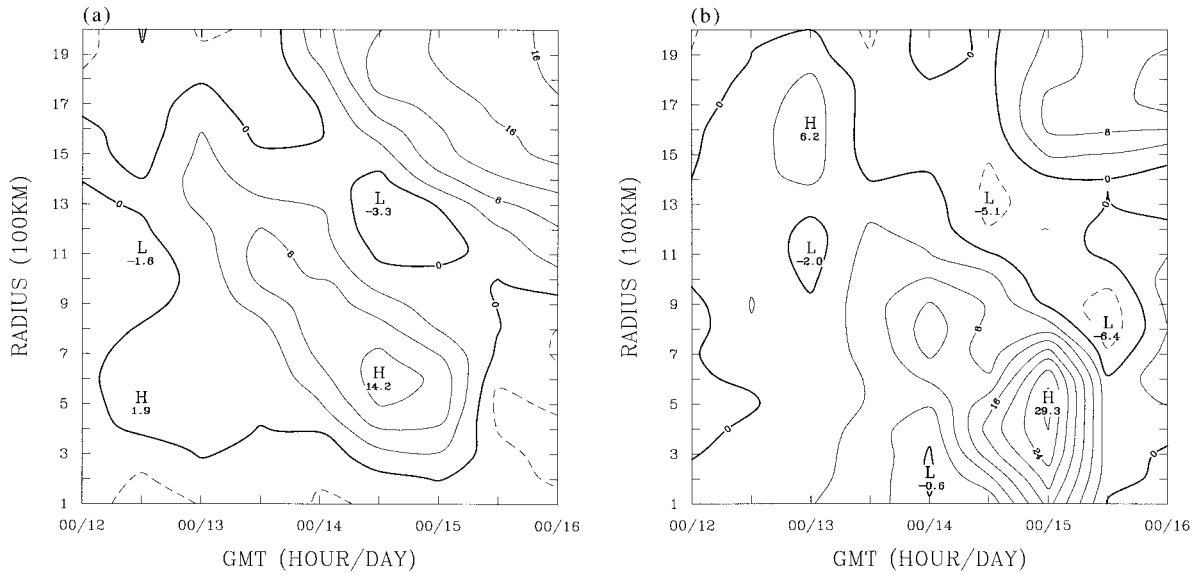 (a)
RADIUS (100KM)
19
17
15
13
11
9
7
5
3
1
16
16
8
8
0
0
0
0
L
-3.3
L
-1.6
H
14.2
H
1.9
00/12 00/13 00/14 00/15 00/16
GMT (HOUR/DAY)
(b)
RADIUS (100KM)
19
17
15
13
11
9
7
5
3
1
0
0
8
0
0
H
6.2
L
-5.1
L
-2.0
L
-6.4
8
16
H
29.3
24
0
0
0
L
-0.6
00/12 00/13 00/14 00/15 00/16
GMT (HOUR/DAY)